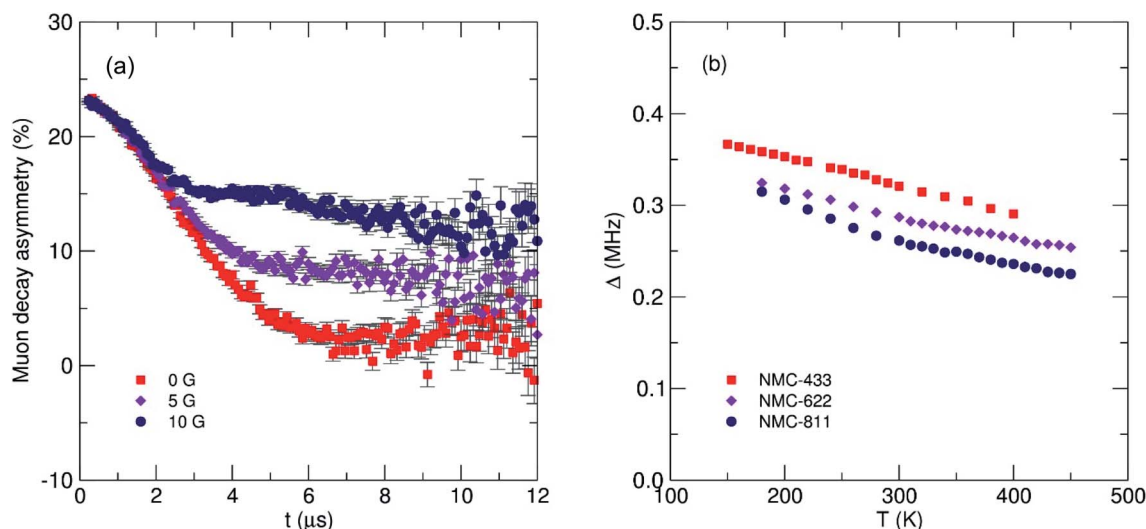 (a)
Muon decay asymmetry (%)
30
20
10
0
-10
0 G
5 G
10 G
0 2 4 6 8 10 12
t (μs)
(b)
Δ (MHz)
0.5
0.4
0.3
0.2
0.1
0.0
NMC-433
NMC-622
NMC-811
100 200 300 400 500
T (K)